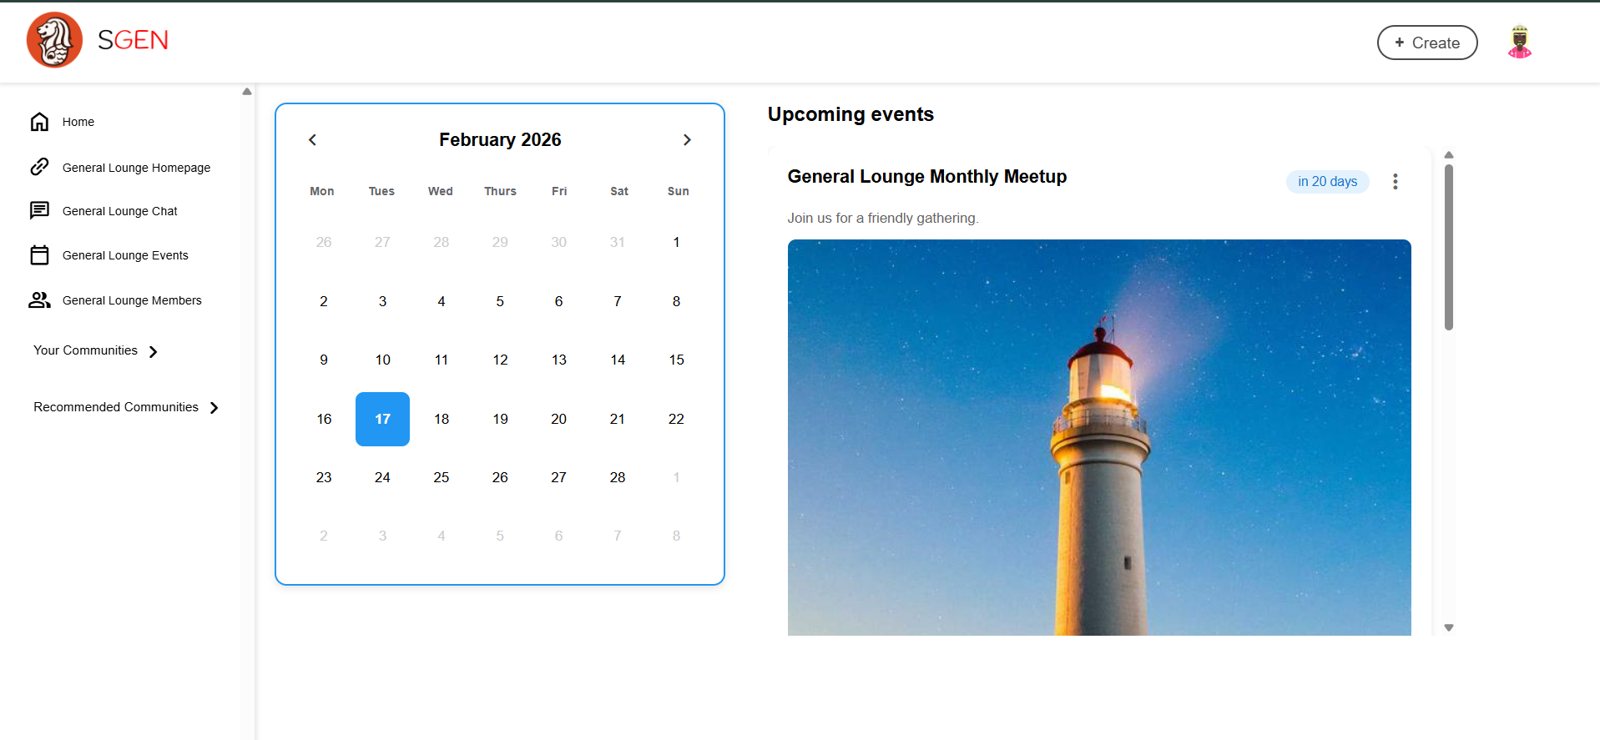 SGEN
+ Create
Home
General Lounge Homepage
General Lounge Chat
General Lounge Events
General Lounge Members
Your Communities
Recommended Communities
February 2026
Mon Tues Wed Thurs Fri Sat Sun
26 27 28 29 30 31 1
2 3 4 5 6 7 8
9 10 11 12 13 14 15
16 17 18 19 20 21 22
23 24 25 26 27 28 1
2 3 4 5 6 7 8
Upcoming events
General Lounge Monthly Meetup
in 20 days
Join us for a friendly gathering.